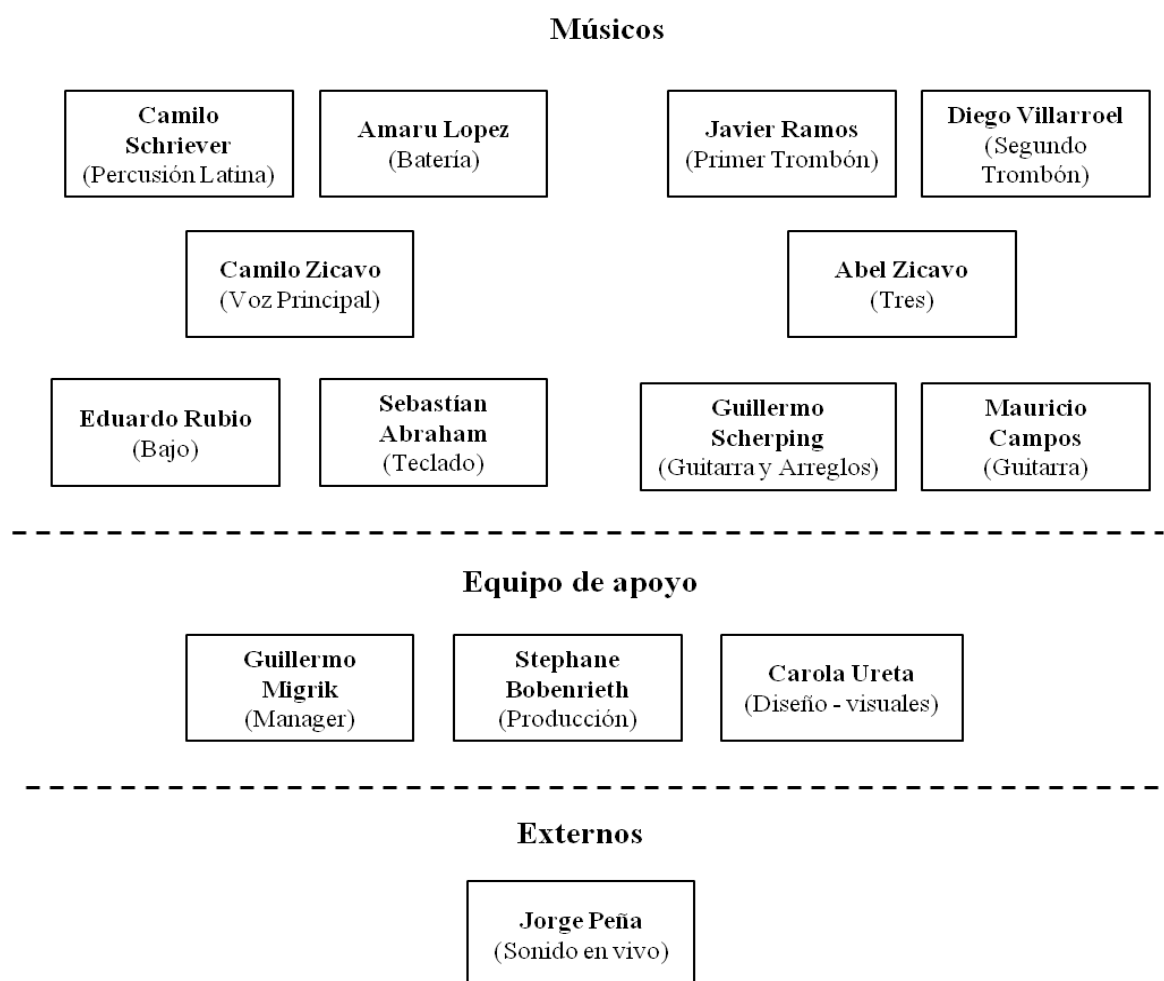 Músicos
Camilo
Schriever
(Percusión Latina)
Amaru Lopez
(Batería)
Javier Ramos
(Primer Trombón)
Diego Villarroel
(Segundo
Trombón)
Camilo Zicavo
(Voz Principal)
Abel Zicavo
(Tres)
Eduardo Rubio
(Bajo)
Sebastían
Abraham
(Teclado)
Guillermo
Scherping
(Guitarra y Arreglos)
Mauricio
Campos
(Guitarra)
Equipo de apoyo
Guillermo
Migrik
(Manager)
Stephane
Bobenrieth
(Producción)
Carola Ureta
(Diseño - visuales)
Externos
Jorge Peña
(Sonido en vivo)